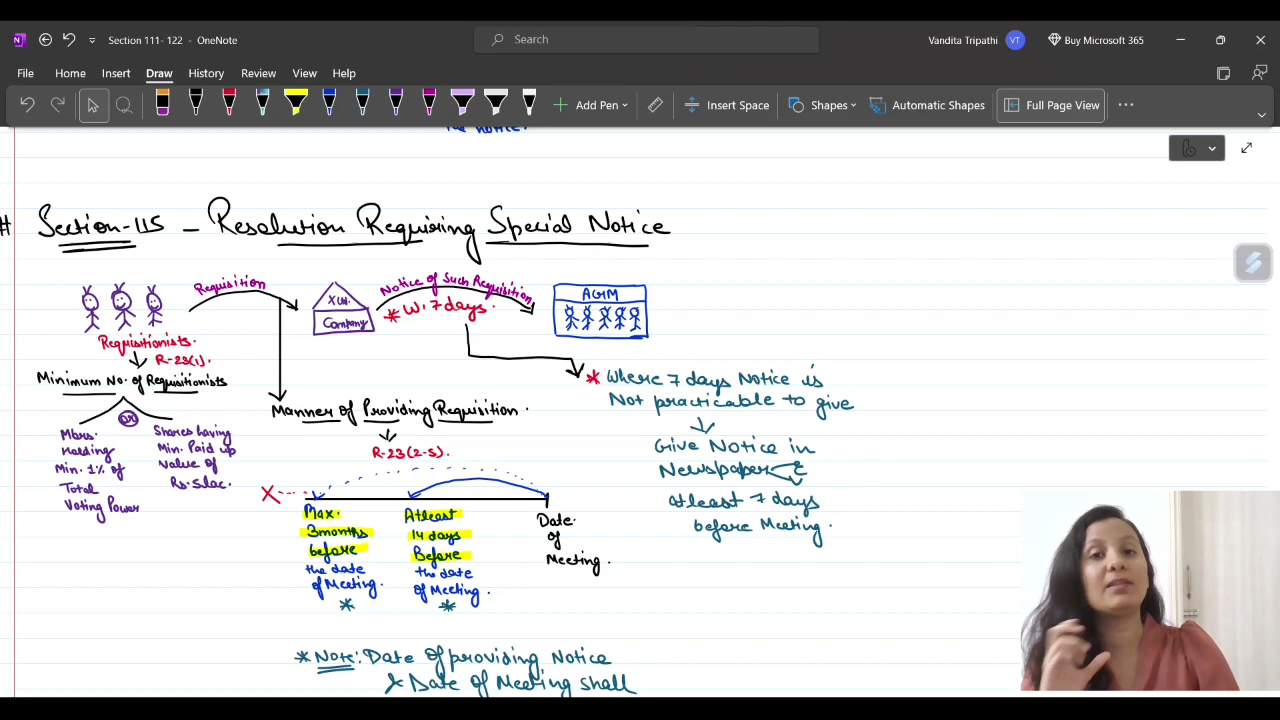 Section 111- 122 - OneNote
Search
Vandita Tripathi
VT
Buy Microsoft 365
File
Home
Insert
Draw
History
Review
View
Help
Add Pen
Insert Space
Shapes
Automatic Shapes
Full Page View
the notice.
# Section-115 - Resolution Requiring Special Notice
Requisition
Notice of Such Requisition
* W. 7 days.
Company
AGM
Requisitionists.
R-23(1).
Minimum No. of Requisitionists
or
Mbrs.
Holding
Min. 1% of
Total
Voting Power
Shares having
Min. Paid up
Value of
Rs. 5 lac.
Manner of Providing Requisition.
R-23(2-5).
X
Max.
3months
before
the date
of Meeting.
*
Atleast
14 days
Before
the date
of Meeting.
*
Date
of
Meeting.
* Where 7 days Notice is
Not practicable to give
Give Notice in
Newspaper &
atleast 7 days
before Meeting.
* Note: Date of providing Notice
& Date of Meeting shall